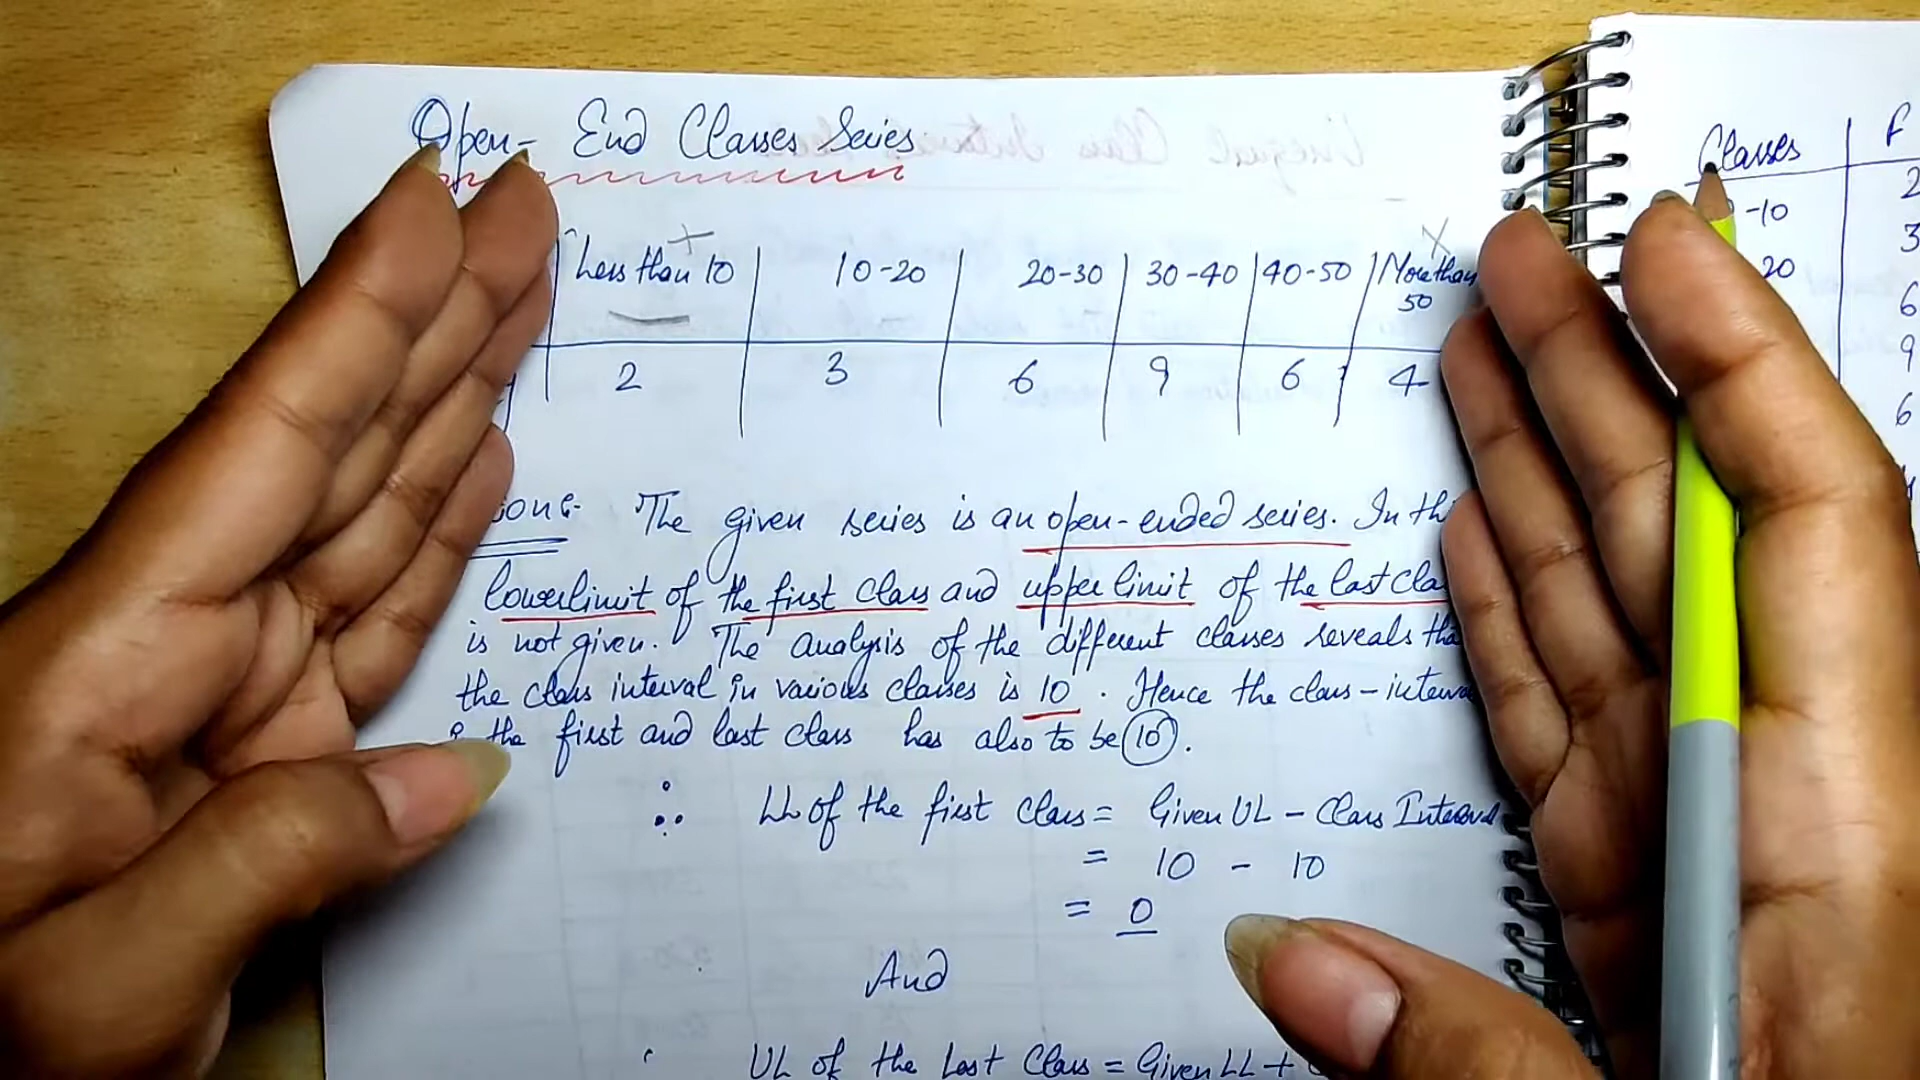 Open- End Classes Series
Less than 10 10-20 20-30 30-40 40-50 More than 50
2 3 6 9 6 4
The given series is an open-ended series. In
lowerlimit of the first class and upper limit of the last
is not given. The analysis of the different classes reveals
the class interval in various classes is 10. Hence the class-
the first and last class has also to be 10.
∴ LL of the first class = Given UL - Class Interval
= 10 - 10
= 0
And
UL of the Last Class = Given LL +
Classes F
-10 2
20 3
6
9
6